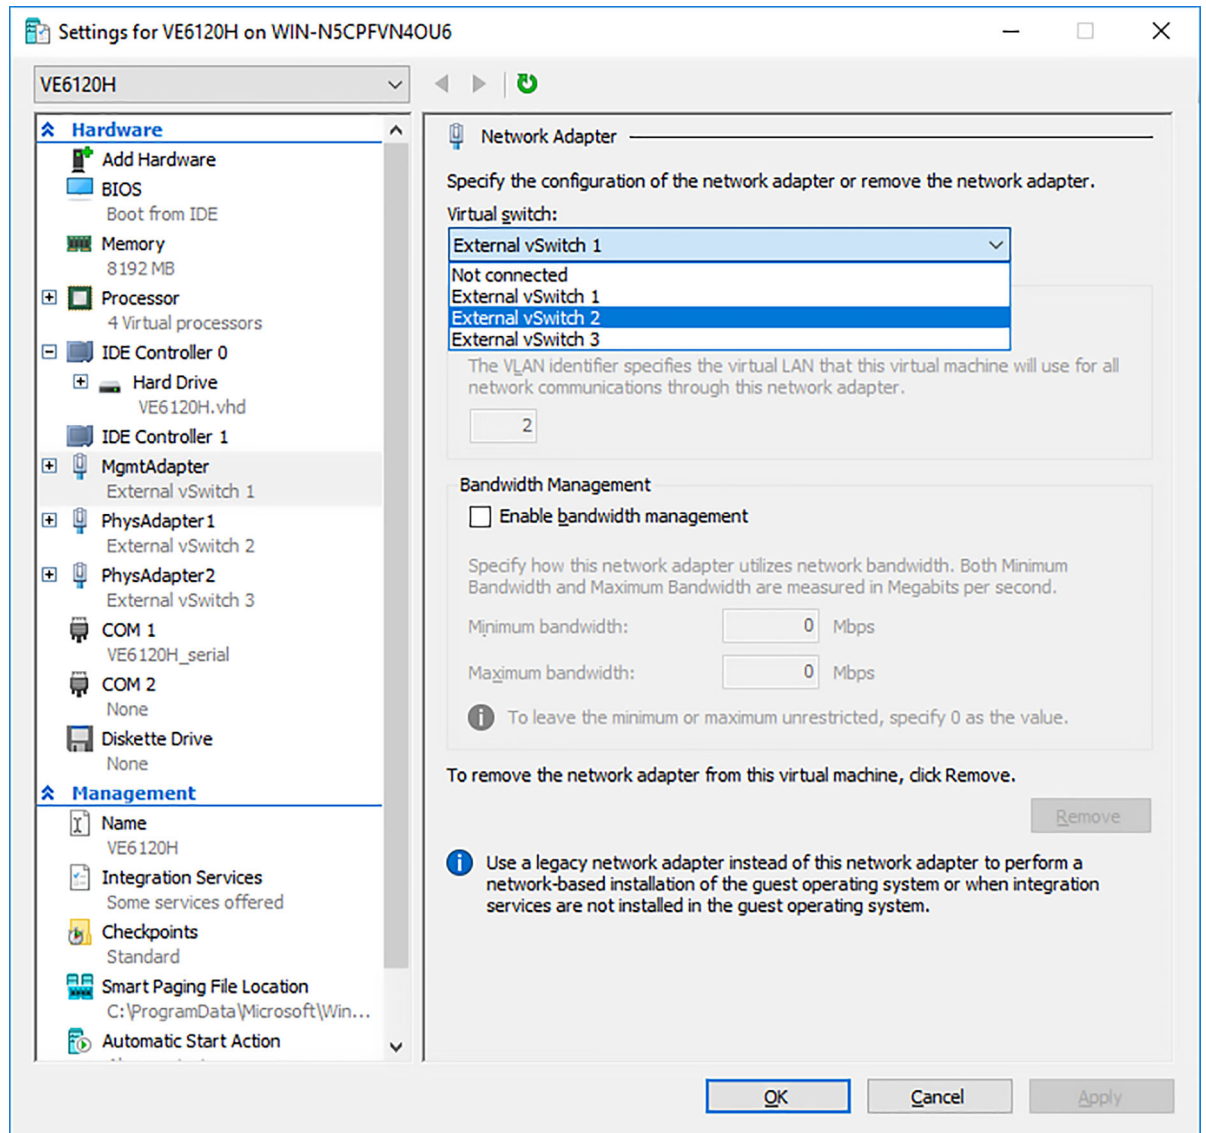 Settings for VE6120H on WIN-N5CPFVN4OU6
VE6120H
Hardware
Add Hardware
BIOS
Boot from IDE
Memory
8192 MB
Processor
4 Virtual processors
IDE Controller 0
Hard Drive
VE6120H.vhd
IDE Controller 1
MgmtAdapter
External vSwitch 1
PhysAdapter1
External vSwitch 2
PhysAdapter2
External vSwitch 3
COM 1
VE6120H_serial
COM 2
None
Diskette Drive
None
Management
Name
VE6120H
Integration Services
Some services offered
Checkpoints
Standard
Smart Paging File Location
C:\ProgramData\Microsoft\Win...
Automatic Start Action
Network Adapter
Specify the configuration of the network adapter or remove the network adapter.
Virtual switch:
External vSwitch 1
Not connected
External vSwitch 1
External vSwitch 2
External vSwitch 3
The VLAN identifier specifies the virtual LAN that this virtual machine will use for all
network communications through this network adapter.
2
Bandwidth Management
Enable bandwidth management
Specify how this network adapter utilizes network bandwidth. Both Minimum
Bandwidth and Maximum Bandwidth are measured in Megabits per second.
Minimum bandwidth: 0 Mbps
Maximum bandwidth: 0 Mbps
To leave the minimum or maximum unrestricted, specify 0 as the value.
To remove the network adapter from this virtual machine, click Remove.
Remove
Use a legacy network adapter instead of this network adapter to perform a
network-based installation of the guest operating system or when integration
services are not installed in the guest operating system.
OK Cancel Apply